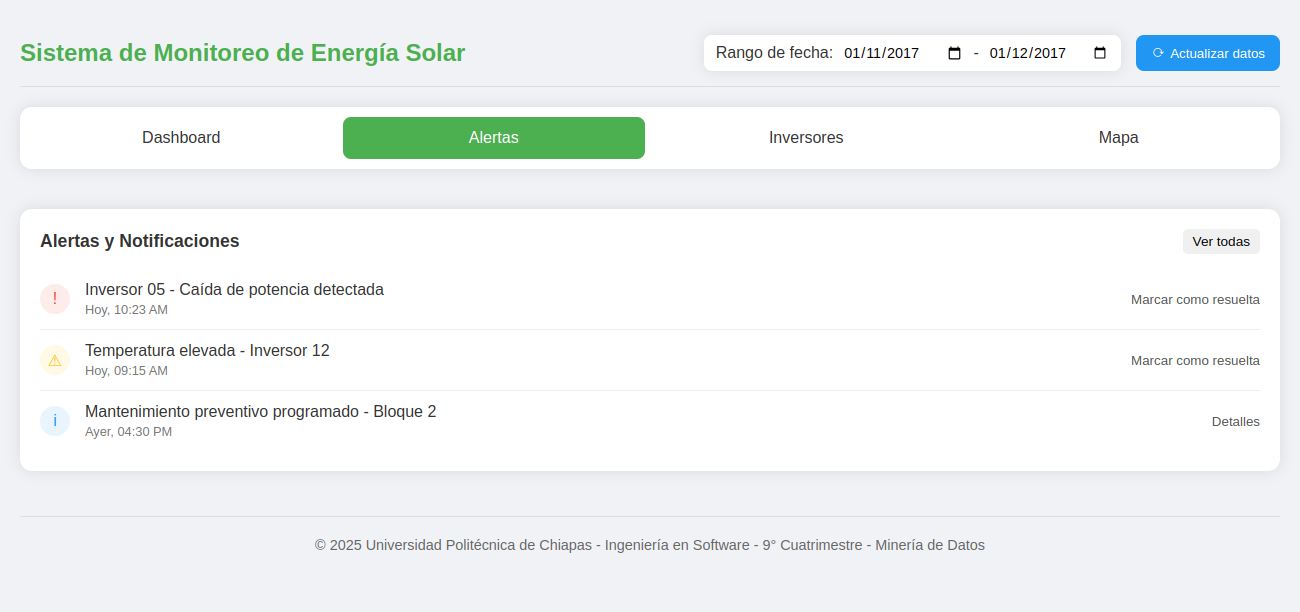 Sistema de Monitoreo de Energía Solar
Rango de fecha: 01/11/2017 - 01/12/2017
⟳ Actualizar datos
Dashboard
Alertas
Inversores
Mapa
Alertas y Notificaciones
Ver todas
!
Inversor 05 - Caída de potencia detectada
Hoy, 10:23 AM
Marcar como resuelta
⚠
Temperatura elevada - Inversor 12
Hoy, 09:15 AM
Marcar como resuelta
i
Mantenimiento preventivo programado - Bloque 2
Ayer, 04:30 PM
Detalles
© 2025 Universidad Politécnica de Chiapas - Ingeniería en Software - 9° Cuatrimestre - Minería de Datos